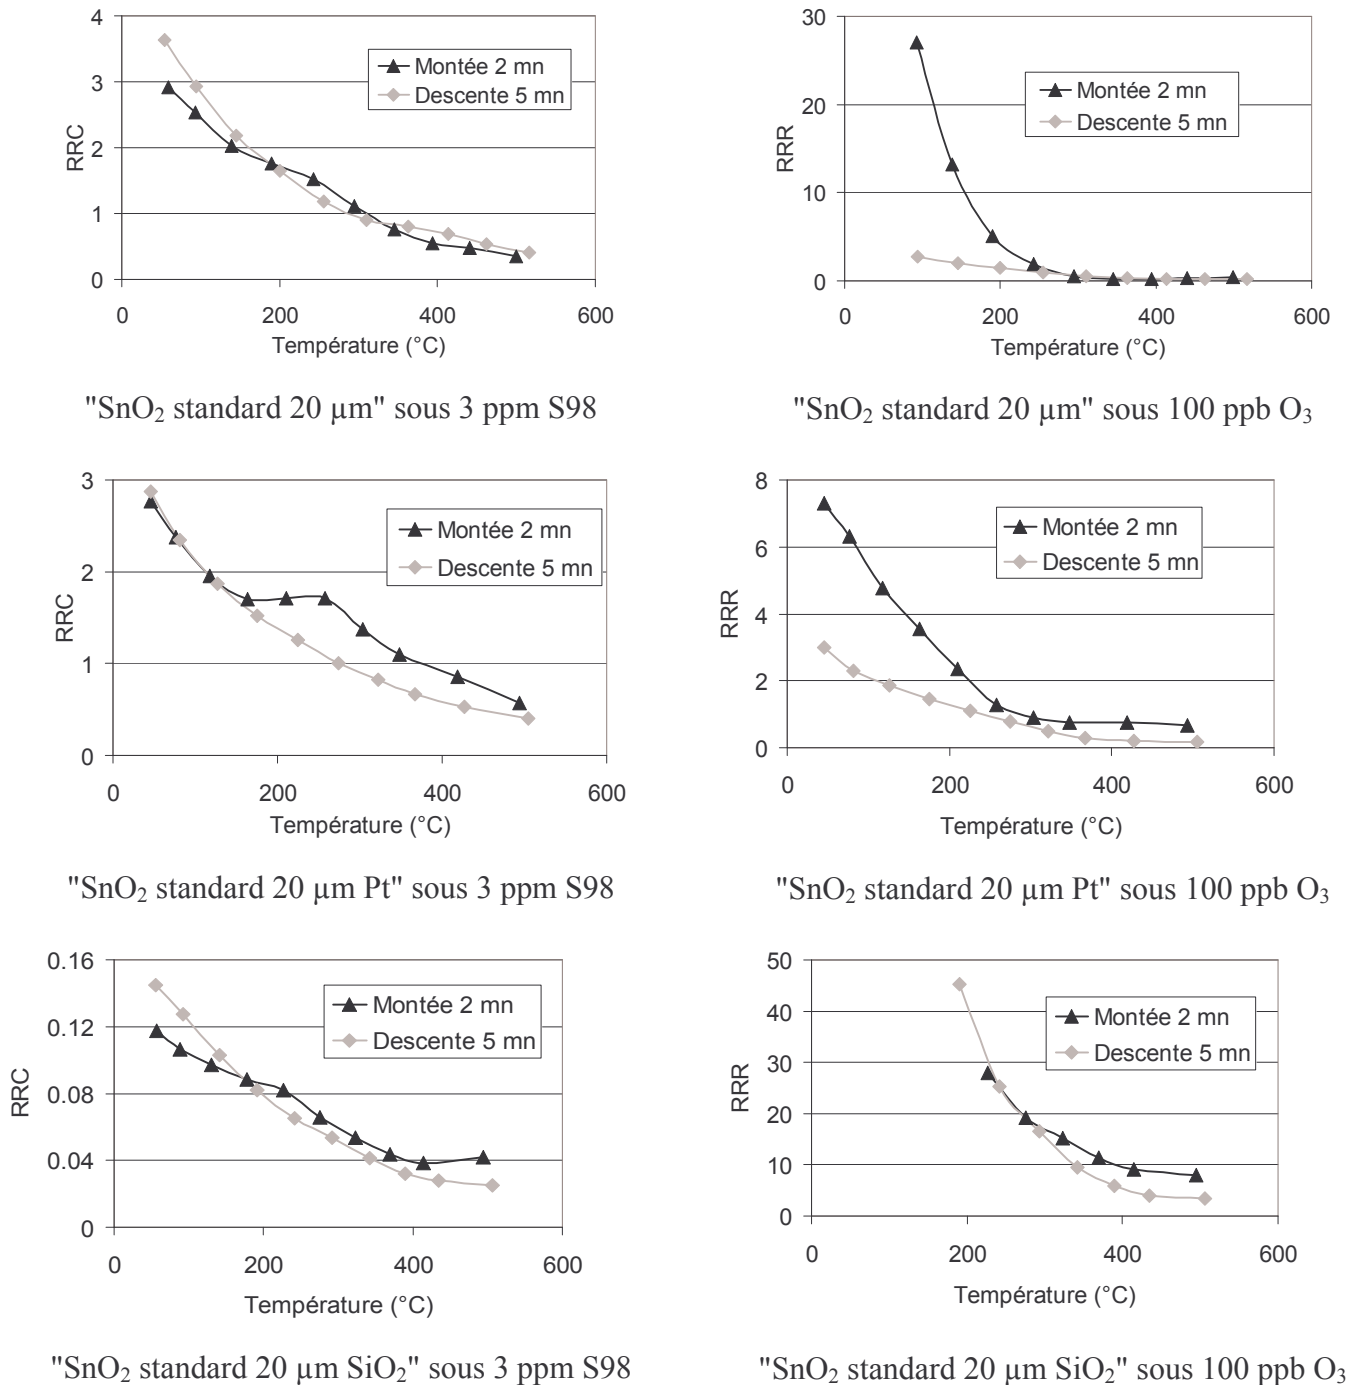 4
3
2
1
0
RRC
Montée 2 mn
Descente 5 mn
0 200 400 600
Température (°C)
"SnO₂ standard 20 µm" sous 3 ppm S98
30
20
10
0
RRR
Montée 2 mn
Descente 5 mn
0 200 400 600
Température (°C)
"SnO₂ standard 20 µm" sous 100 ppb O₃
3
2
1
0
RRC
Montée 2 mn
Descente 5 mn
0 200 400 600
Température (°C)
"SnO₂ standard 20 µm Pt" sous 3 ppm S98
8
6
4
2
0
RRR
Montée 2 mn
Descente 5 mn
0 200 400 600
Température (°C)
"SnO₂ standard 20 µm Pt" sous 100 ppb O₃
0.16
0.12
0.08
0.04
0
RRC
Montée 2 mn
Descente 5 mn
0 200 400 600
Température (°C)
"SnO₂ standard 20 µm SiO₂" sous 3 ppm S98
50
40
30
20
10
0
RRR
Montée 2 mn
Descente 5 mn
0 200 400 600
Température (°C)
"SnO₂ standard 20 µm SiO₂" sous 100 ppb O₃